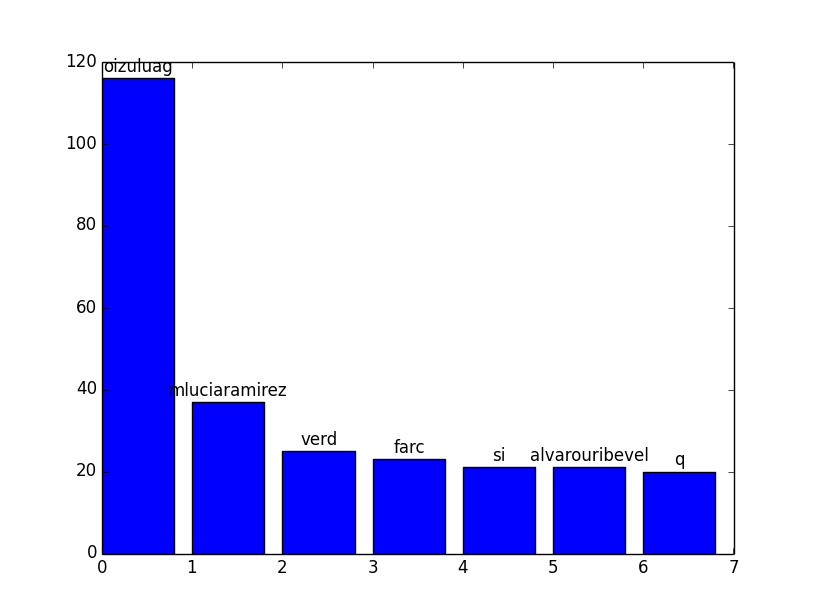 120
oizuluag
100
80
60
40
mluciaramirez
verd
farc
si
alvarouribevel
q
20
0
0 1 2 3 4 5 6 7